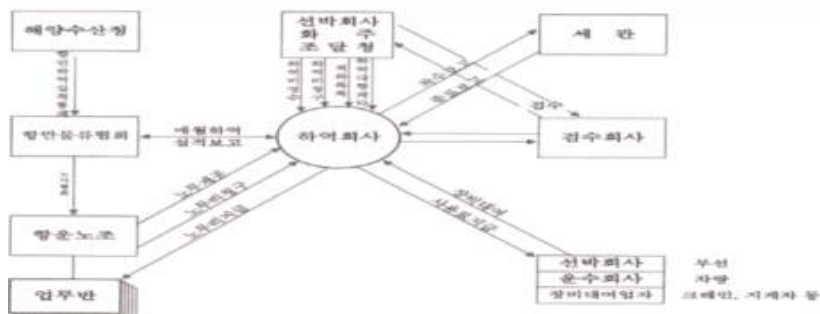 해양수산청
선박회사
화 주
조달청
세 관
항만물류협회
매월하역
실적보고
하역회사
검수
검수회사
노무제공
노무비청구
노무비지급
장비대여
사용료지급
항운노조
업무반
선박회사 부선
운수회사 차량
장비대여업자 크레인, 지게차 등